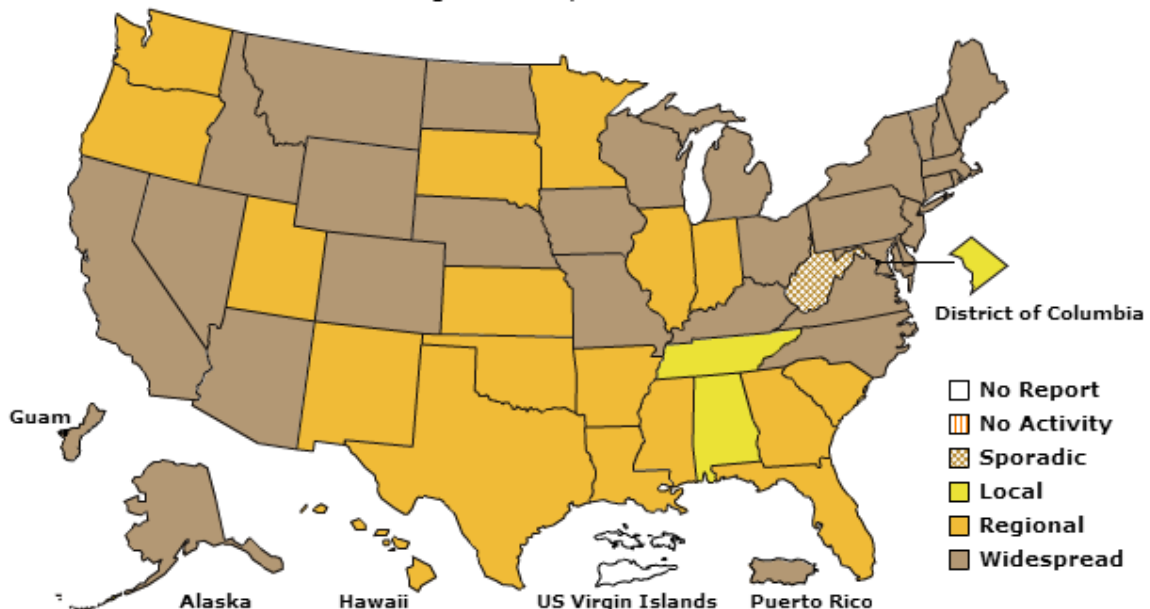 District of Columbia
No Report
No Activity
Guam
Sporadic
Local
Regional
Widespread
Alaska
Hawaii
US Virgin Islands
Puerto Rico